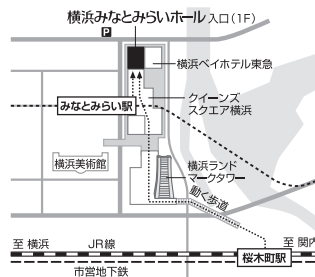 横浜みなとみらいホール 入口(1F)
P
横浜ベイホテル東急
クイーンズ
スクエア横浜
みなとみらい駅
横浜美術館
横浜ランド
マークタワー
動く歩道
桜木町駅
至 横浜
JR線
至 関内
市営地下鉄